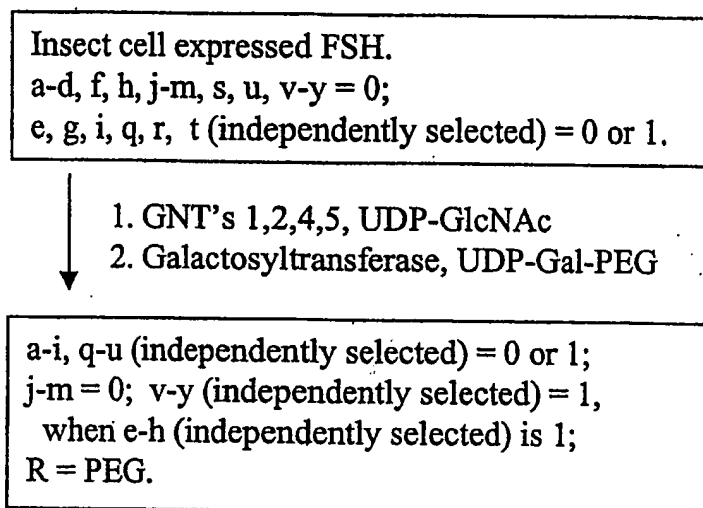 Insect cell expressed FSH.
a-d, f, h, j-m, s, u, v-y = 0;
e, g, i, q, r, t (independently selected) = 0 or 1.
1. GNT's 1,2,4,5, UDP-GlcNAc
2. Galactosyltransferase, UDP-Gal-PEG
a-i, q-u (independently selected) = 0 or 1;
j-m = 0; v-y (independently selected) = 1,
when e-h (independently selected) is 1;
R = PEG.